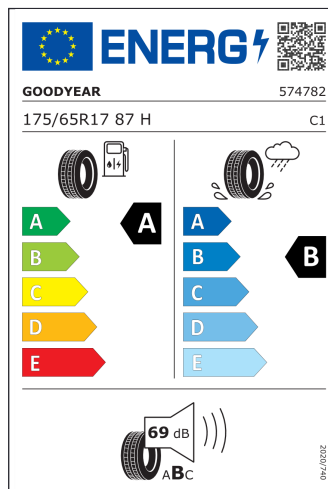 ENERG
GOODYEAR 574782
175/65R17 87 H C1
A A A
B B B
C C
D D
E E
69 dB
ABC
2020/740